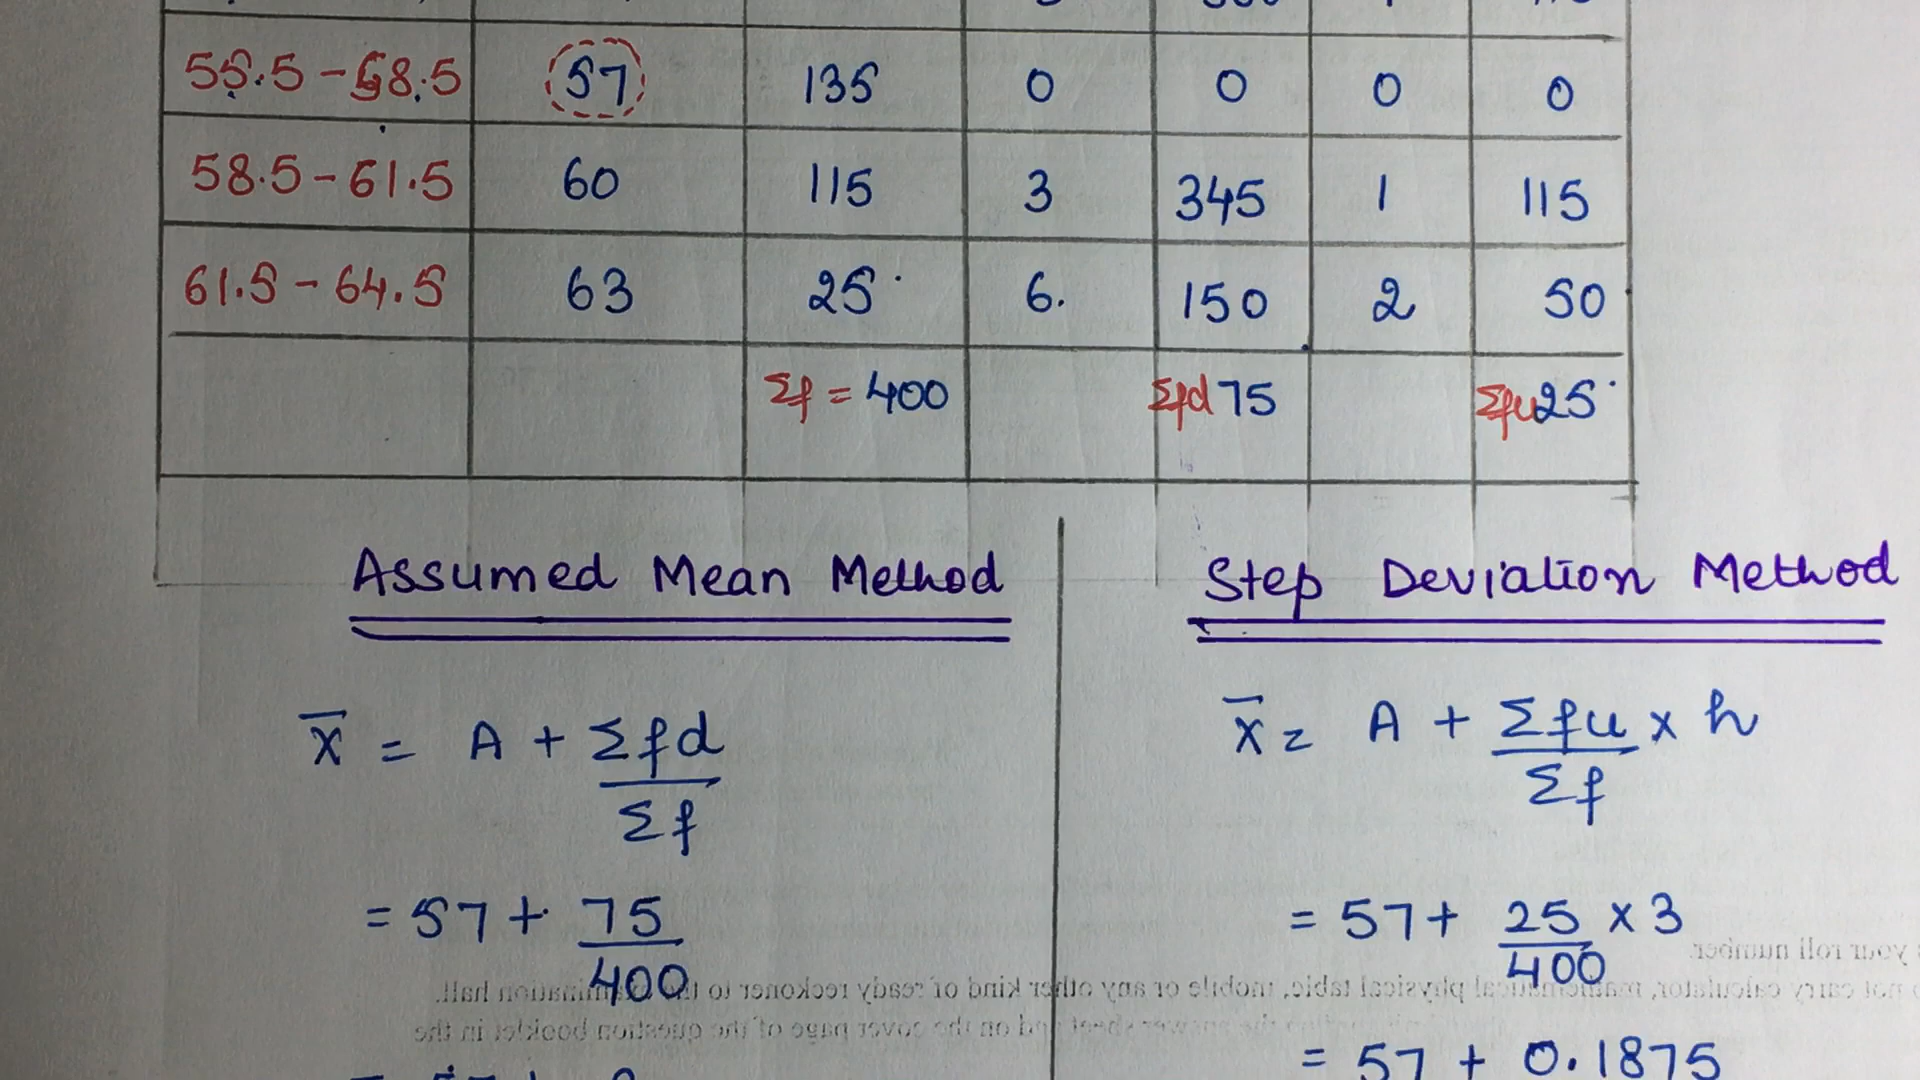 55.5 - 58.5 57 135 0 0 0 0
58.5 - 61.5 60 115 3 345 1 115
61.5 - 64.5 63 25 6. 150 2 50
Σf = 400 Σfd 75 Σfu 25
Assumed Mean Method
x̄ = A + Σfd
Σf
= 57 + 75
400
Step Deviation Method
x̄ = A + Σfu × h
Σf
= 57 + 25 × 3
400
= 57 + 0.1875